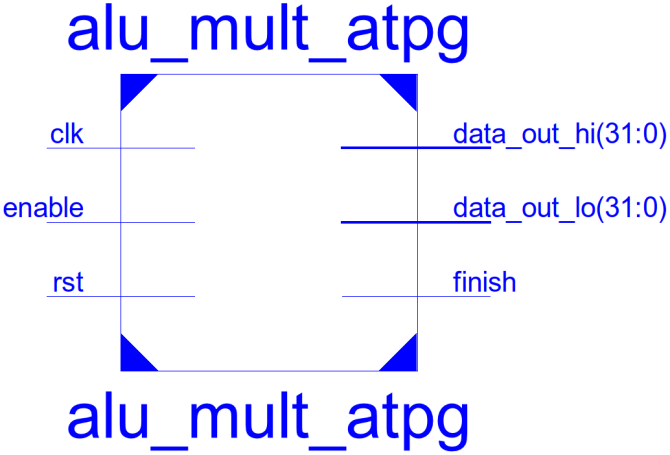 alu_mult_atpg
clk
data_out_hi(31:0)
enable
data_out_lo(31:0)
rst
finish
alu_mult_atpg